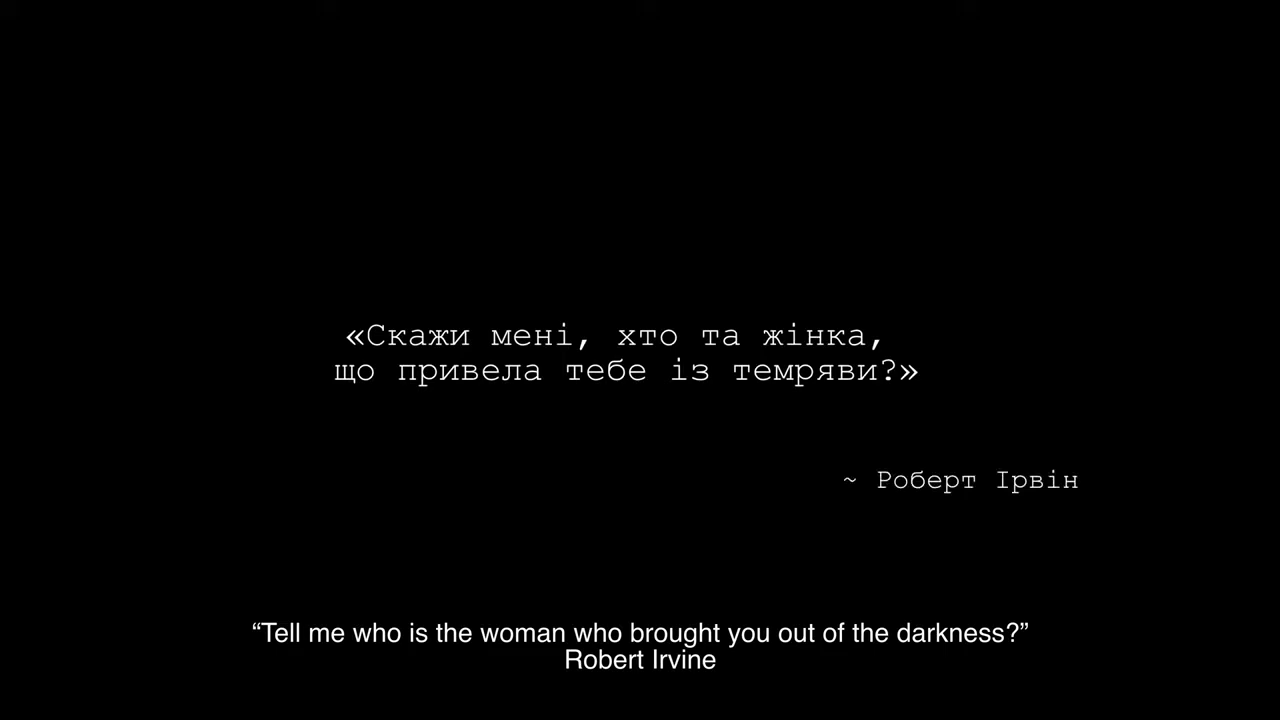 «Скажи мені, хто та жінка,
що привела тебе із темряви?»
~ Роберт Ірвін
“Tell me who is the woman who brought you out of the darkness?”
Robert Irvine